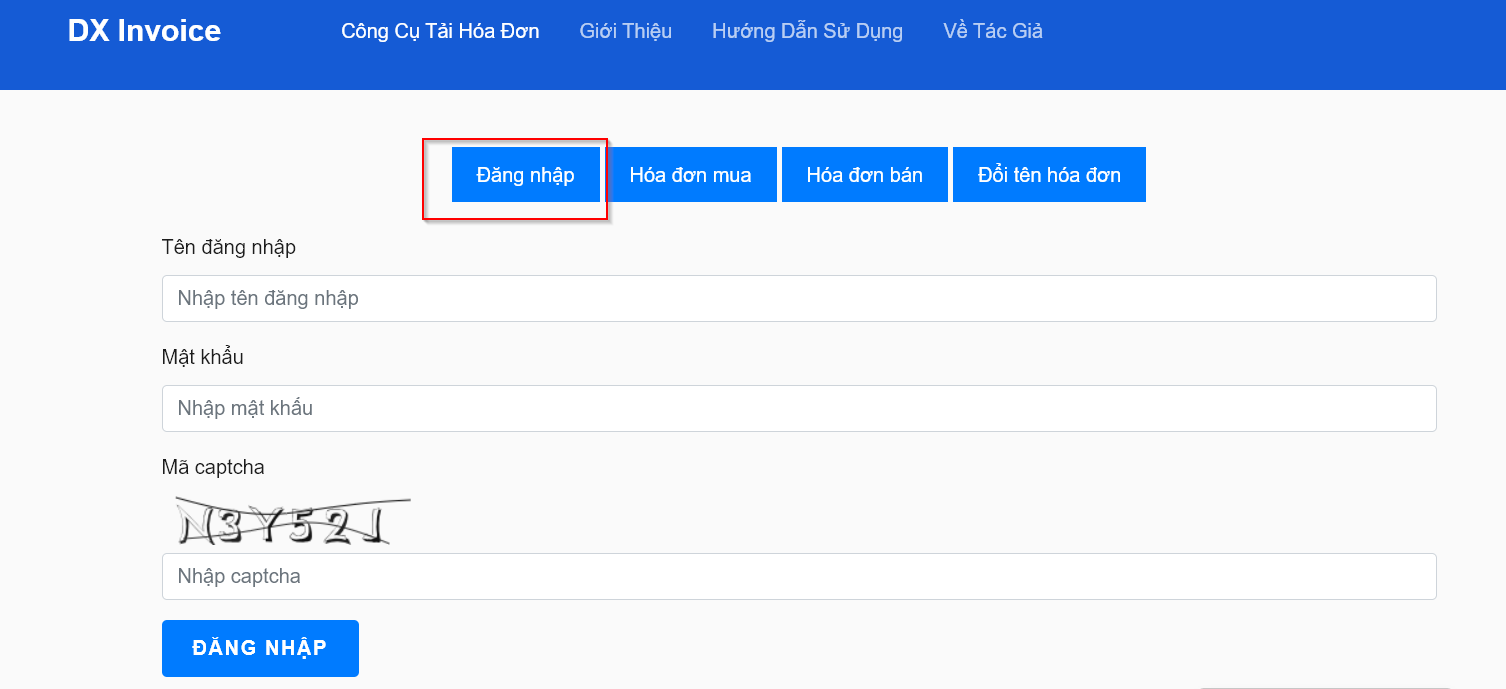 DX Invoice
Công Cụ Tải Hóa Đơn Giới Thiệu Hướng Dẫn Sử Dụng Về Tác Giả
Đăng nhập Hóa đơn mua Hóa đơn bán Đổi tên hóa đơn
Tên đăng nhập
Nhập tên đăng nhập
Mật khẩu
Nhập mật khẩu
Mã captcha
N3Y52J
Nhập captcha
ĐĂNG NHẬP